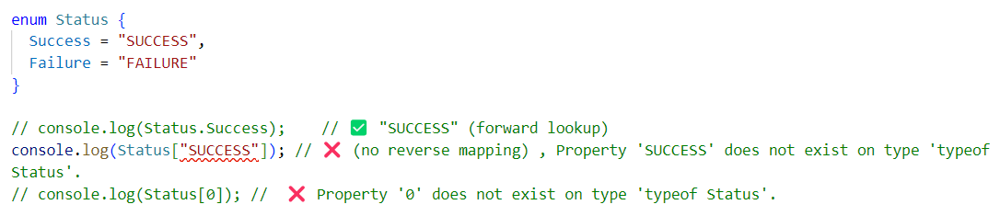 enum Status {
  Success = "SUCCESS",
  Failure = "FAILURE"
}

// console.log(Status.Success);    // ✅ "SUCCESS" (forward lookup)
console.log(Status["SUCCESS"]); // ❌ (no reverse mapping) , Property 'SUCCESS' does not exist on type 'typeof
Status'.
// console.log(Status[0]); //  ❌ Property '0' does not exist on type 'typeof Status'.